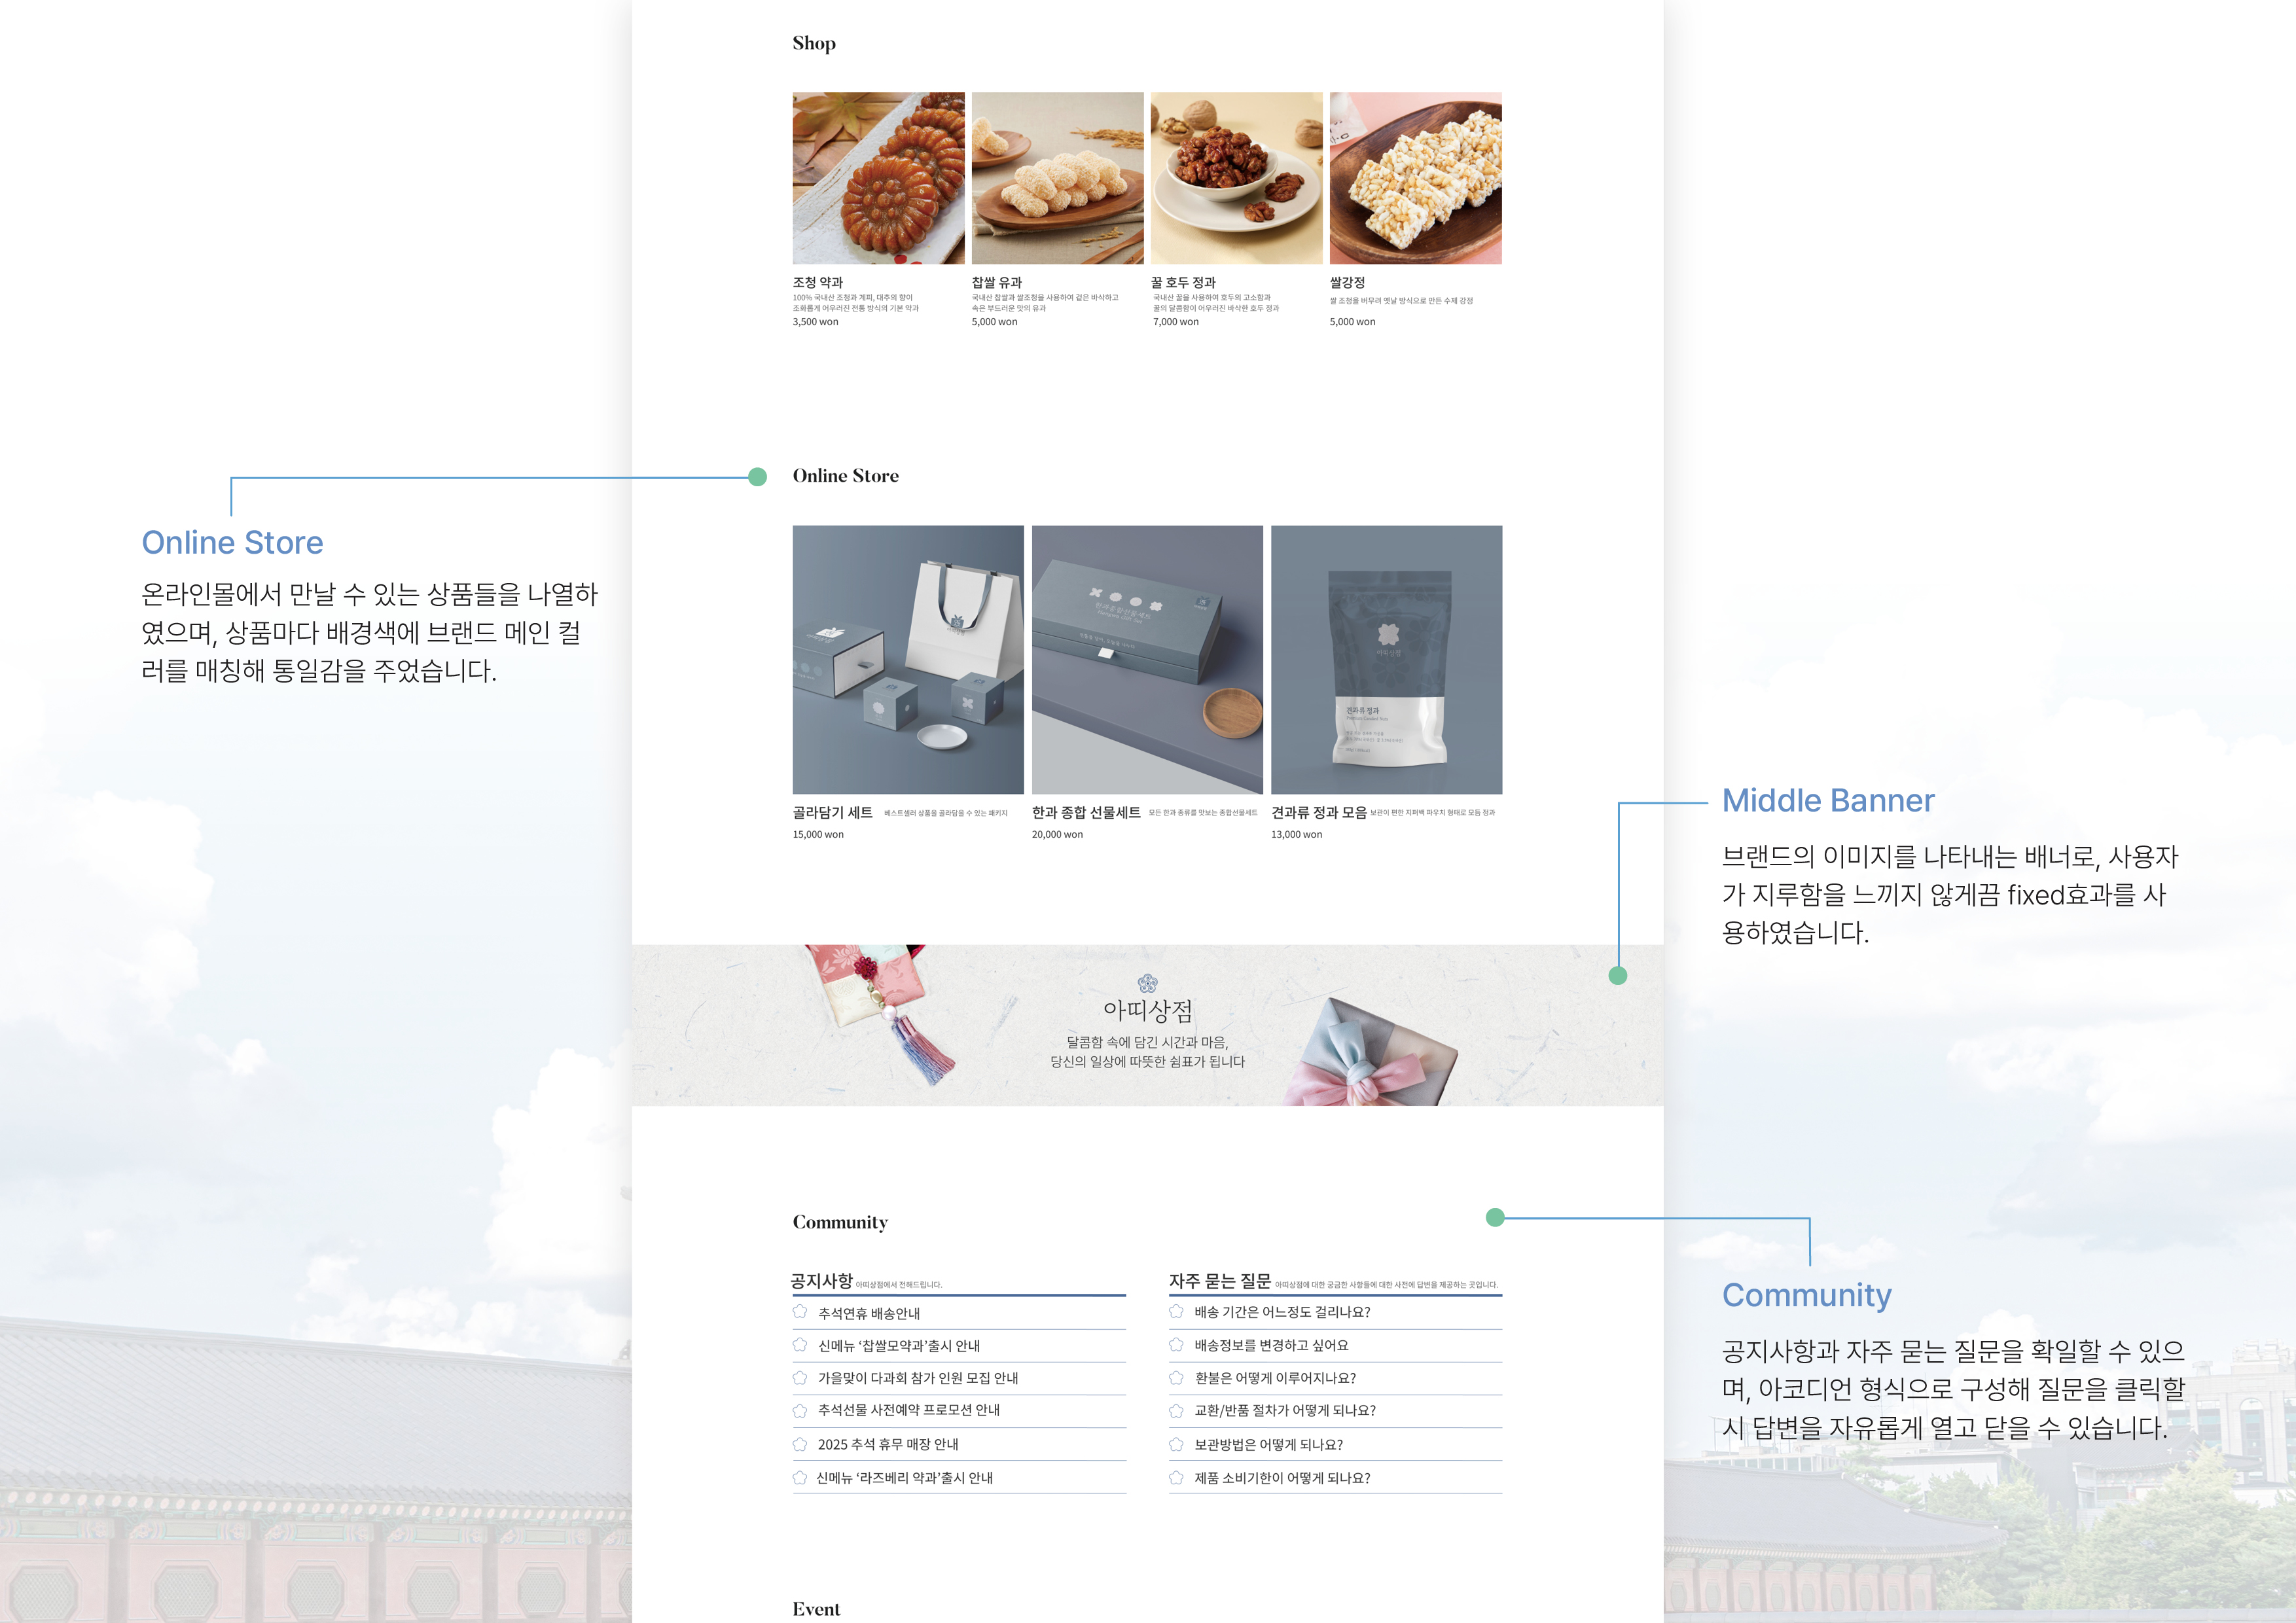 Shop
조청 약과
100% 국내산 조청과 계피, 대추의 향이
조화롭게 어우러진 전통 방식의 기본 약과
3,500 won
찹쌀 유과
국내산 찹쌀과 쌀조청을 사용하여 겉은 바삭하고
속은 부드러운 맛의 유과
5,000 won
꿀 호두 정과
국내산 꿀을 사용하여 호두의 고소함과
꿀의 달콤함이 어우러진 바삭한 호두 정과
7,000 won
쌀강정
쌀 조청을 버무려 옛날 방식으로 만든 수제 강정
5,000 won
Online Store
Online Store
온라인몰에서 만날 수 있는 상품들을 나열하
였으며, 상품마다 배경색에 브랜드 메인 컬
러를 매칭해 통일감을 주었습니다.
아띠상점
한과종합선물세트
아띠상점
견과류 정과
골라담기 세트 베스트셀러 상품을 골라담을 수 있는 패키지
15,000 won
한과 종합 선물세트 모든 한과 종류를 맛보는 종합선물세트
20,000 won
견과류 정과 모음 보관이 편한 지퍼백 파우치 형태로 모둠 정과
13,000 won
Middle Banner
브랜드의 이미지를 나타내는 배너로, 사용자
가 지루함을 느끼지 않게끔 fixed효과를 사
용하였습니다.
아띠상점
달콤함 속에 담긴 시간과 마음,
당신의 일상에 따뜻한 쉼표가 됩니다
Community
공지사항 아띠상점에서 전해드립니다.
추석연휴 배송안내
신메뉴 ‘찹쌀모약과’출시 안내
가을맞이 다과회 참가 인원 모집 안내
추석선물 사전예약 프로모션 안내
2025 추석 휴무 매장 안내
신메뉴 ‘라즈베리 약과’출시 안내
자주 묻는 질문 아띠상점에 대한 궁금한 사항들에 대한 사전에 답변을 제공하는 곳입니다.
배송 기간은 어느정도 걸리나요?
배송정보를 변경하고 싶어요
환불은 어떻게 이루어지나요?
교환/반품 절차가 어떻게 되나요?
보관방법은 어떻게 되나요?
제품 소비기한이 어떻게 되나요?
Community
공지사항과 자주 묻는 질문을 확일할 수 있으
며, 아코디언 형식으로 구성해 질문을 클릭할
시 답변을 자유롭게 열고 닫을 수 있습니다.
Event